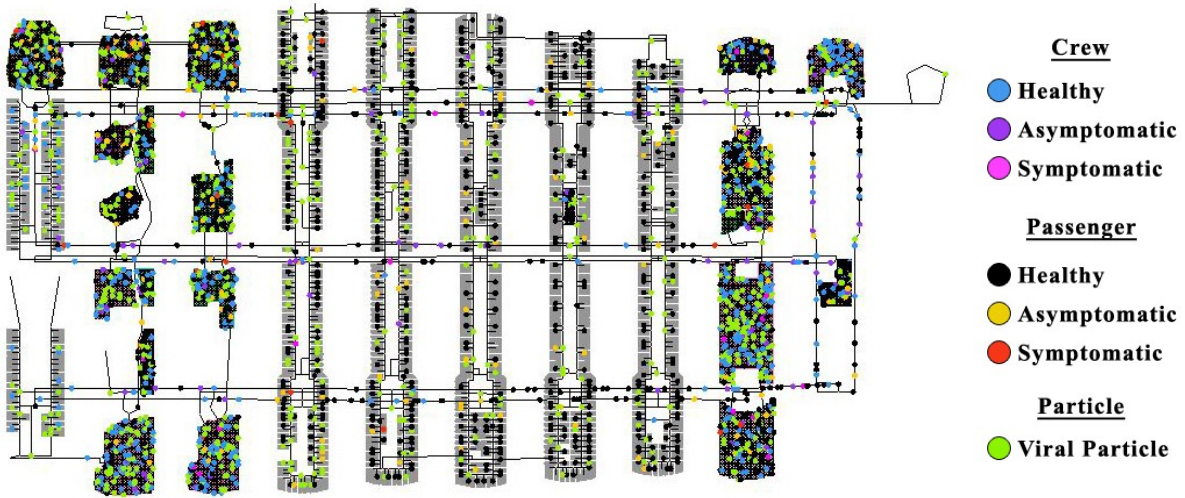 Crew
Healthy
Asymptomatic
Symptomatic
Passenger
Healthy
Asymptomatic
Symptomatic
Particle
Viral Particle